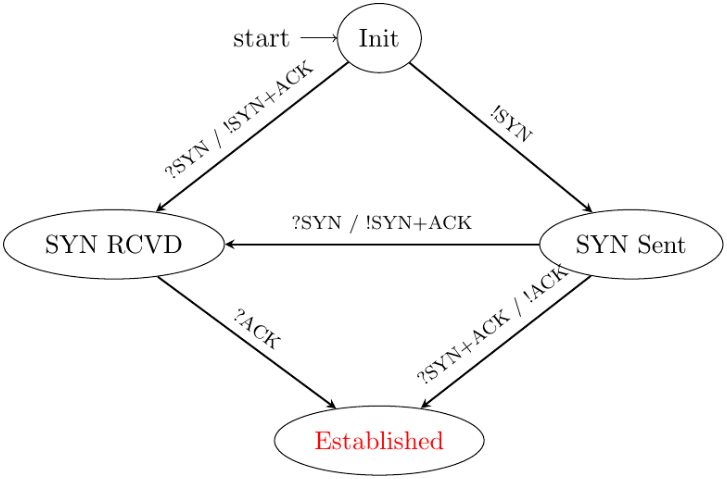 start
Init
?SYN / !SYN+ACK
!SYN
?SYN / !SYN+ACK
SYN RCVD
SYN Sent
?ACK
?SYN+ACK / !ACK
Established